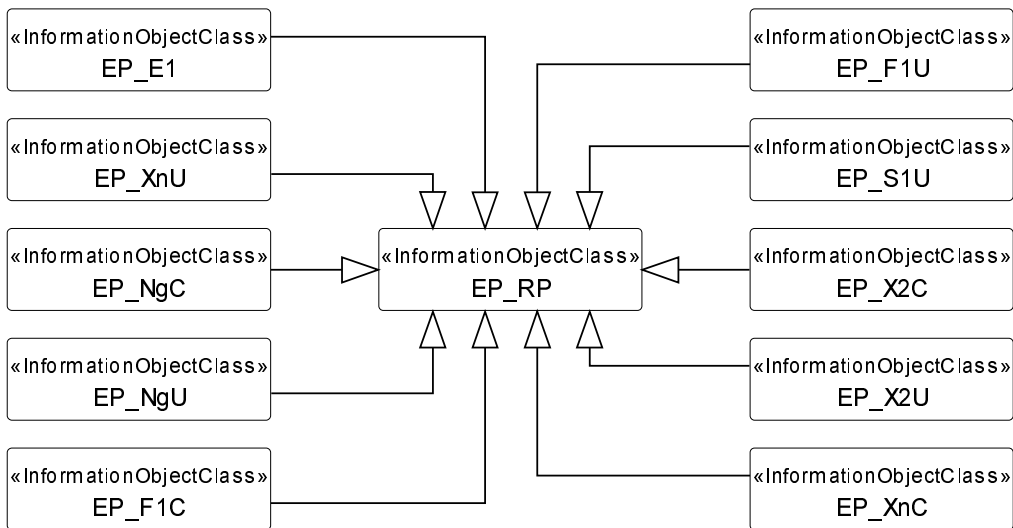 «InformationObjectClass»
EP_E1
«InformationObjectClass»
EP_F1U
«InformationObjectClass»
EP_XnU
«InformationObjectClass»
EP_S1U
«InformationObjectClass»
EP_NgC
«InformationObjectClass»
EP_RP
«InformationObjectClass»
EP_X2C
«InformationObjectClass»
EP_NgU
«InformationObjectClass»
EP_X2U
«InformationObjectClass»
EP_F1C
«InformationObjectClass»
EP_XnC